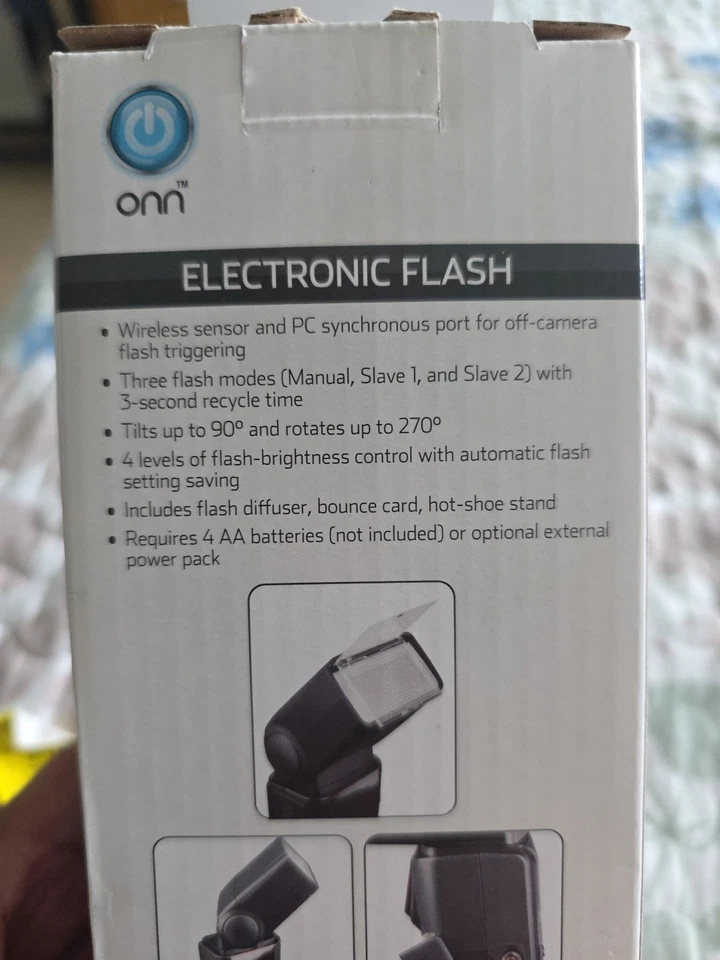 onn™
ELECTRONIC FLASH
• Wireless sensor and PC synchronous port for off-camera
flash triggering
• Three flash modes (Manual, Slave 1, and Slave 2) with
3-second recycle time
• Tilts up to 90º and rotates up to 270º
• 4 levels of flash-brightness control with automatic flash
setting saving
• Includes flash diffuser, bounce card, hot-shoe stand
• Requires 4 AA batteries (not included) or optional external
power pack